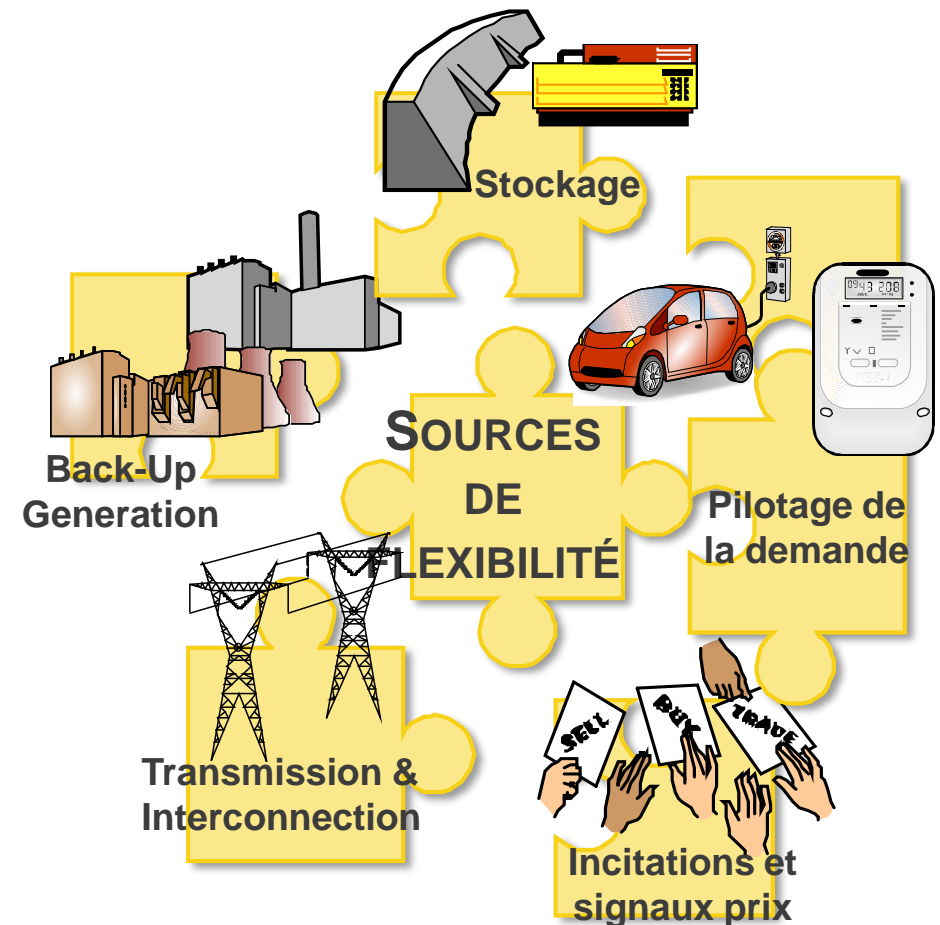 Stockage
SOURCES
DE
FLEXIBILITÉ
Back-Up
Generation
Pilotage de
la demande
Transmission &
Interconnection
SELL
BUY
TRADE
Incitations et
signaux prix